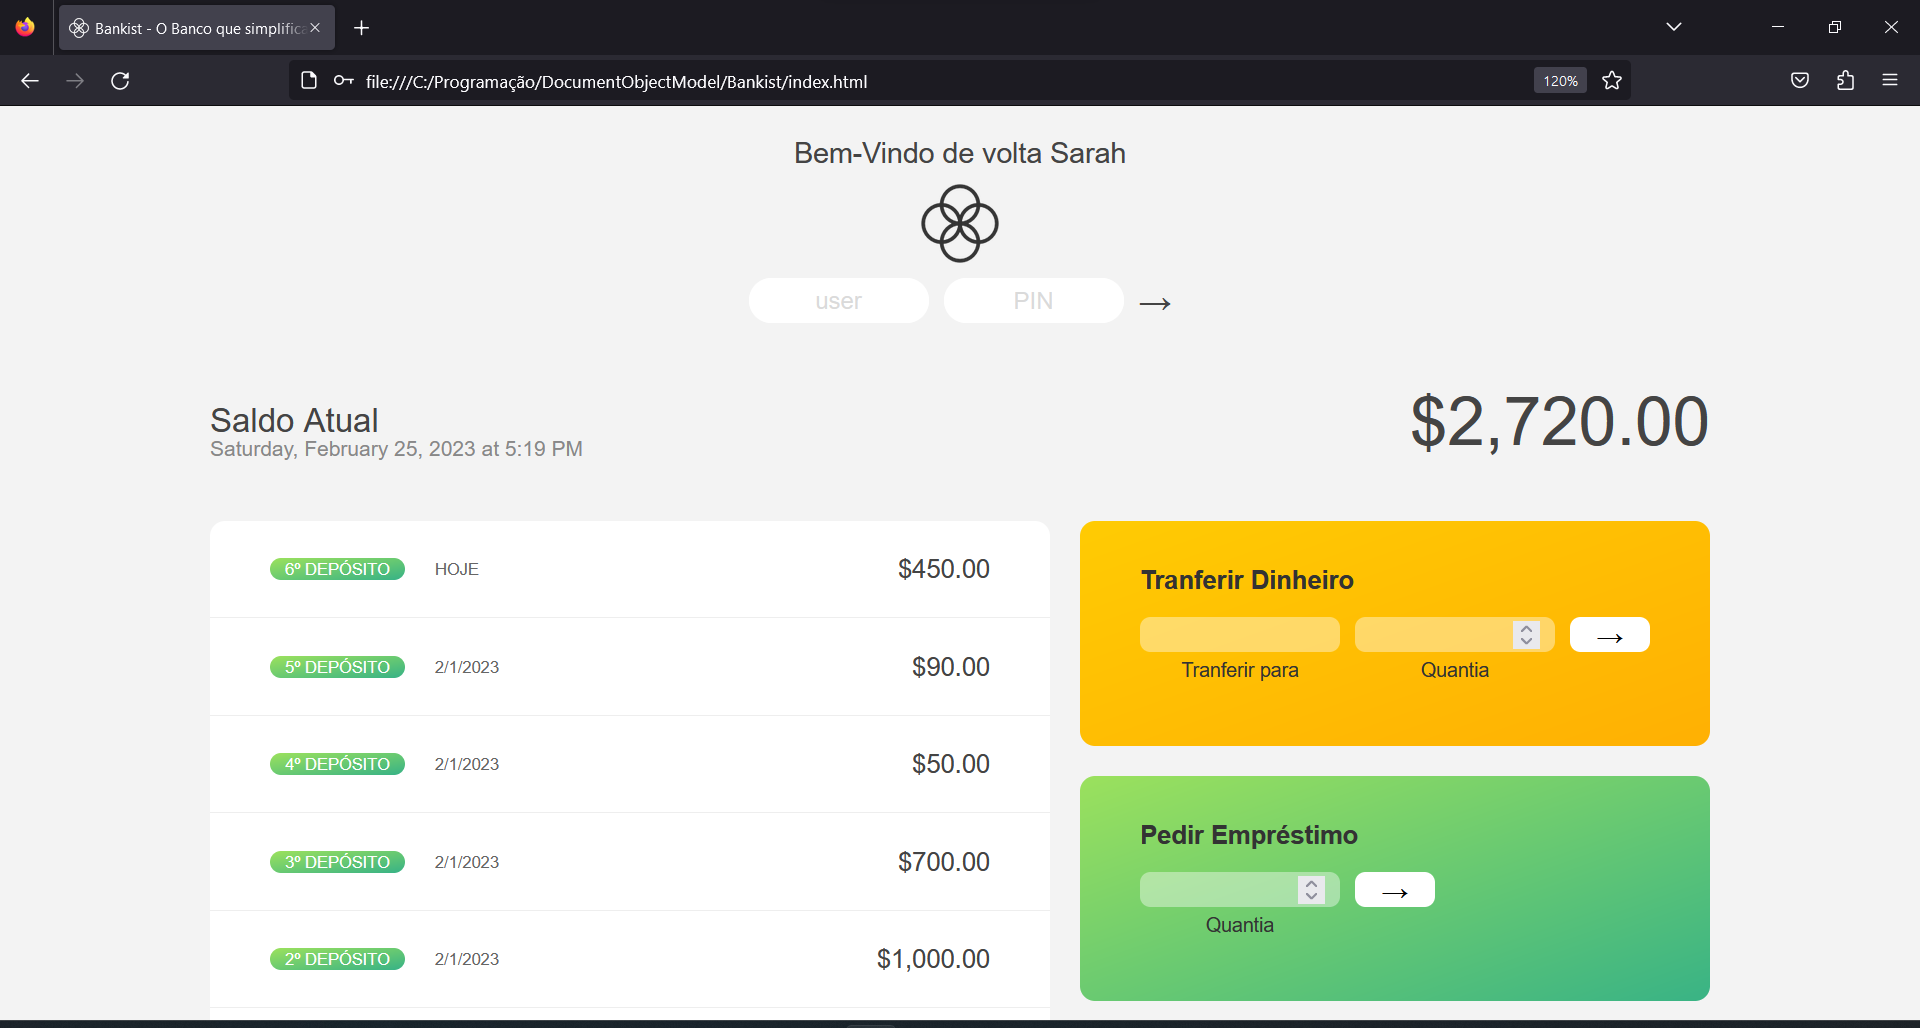 Bankist - O Banco que simplifica
file:///C:/Programação/DocumentObjectModel/Bankist/index.html
120%
Bem-Vindo de volta Sarah
user PIN →
Saldo Atual
Saturday, February 25, 2023 at 5:19 PM
$2,720.00
6º DEPÓSITO HOJE $450.00
5º DEPÓSITO 2/1/2023 $90.00
4º DEPÓSITO 2/1/2023 $50.00
3º DEPÓSITO 2/1/2023 $700.00
2º DEPÓSITO 2/1/2023 $1,000.00
Tranferir Dinheiro
→
Tranferir para Quantia
Pedir Empréstimo
→
Quantia